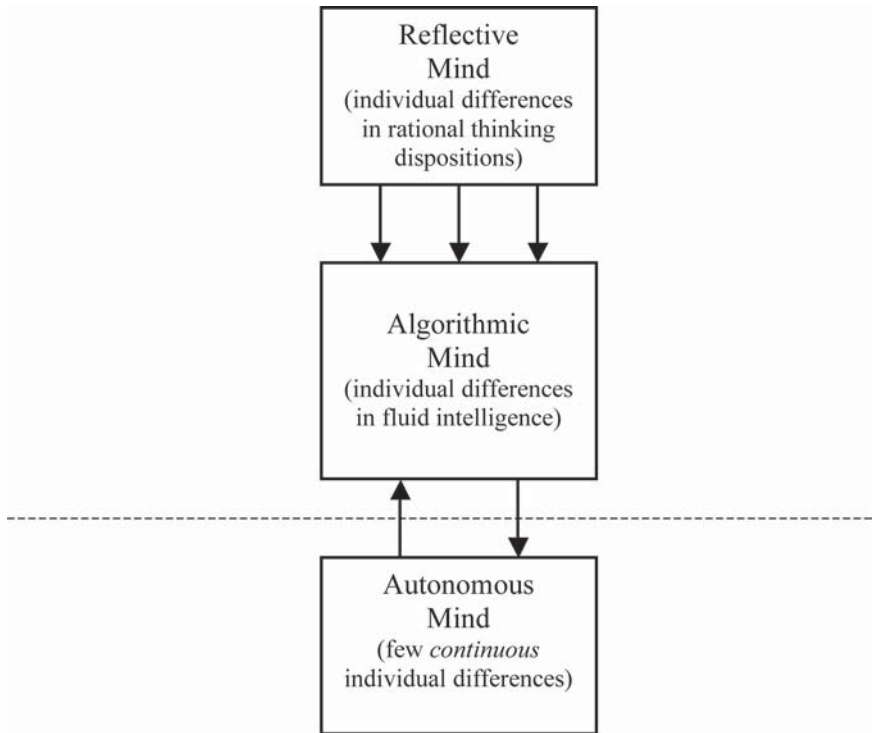 Reflective
Mind
(individual differences
in rational thinking
dispositions)
Algorithmic
Mind
(individual differences
in fluid intelligence)
Autonomous
Mind
(few continuous
individual differences)